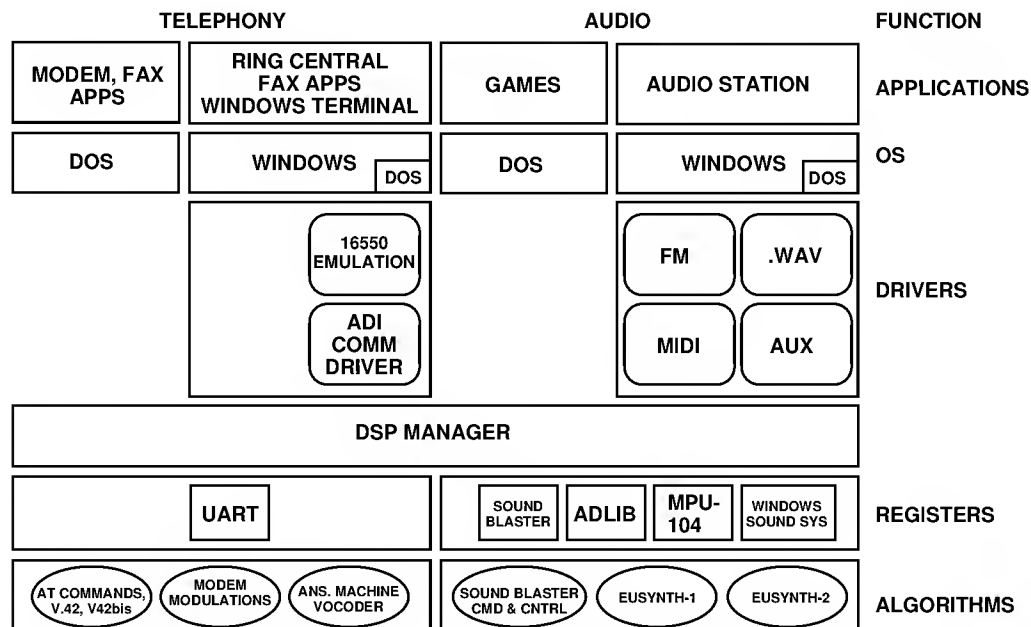 TELEPHONY
AUDIO
FUNCTION
MODEM, FAX
APPS
RING CENTRAL
FAX APPS
WINDOWS TERMINAL
GAMES
AUDIO STATION
APPLICATIONS
DOS
WINDOWS
DOS
DOS
WINDOWS
DOS
OS
16550
EMULATION
ADI
COMM
DRIVER
FM
.WAV
MIDI
AUX
DRIVERS
DSP MANAGER
UART
SOUND
BLASTER
ADLIB
MPU-
104
WINDOWS
SOUND SYS
REGISTERS
AT COMMANDS,
V.42, V42bis
MODEM
MODULATIONS
ANS. MACHINE
VOCODER
SOUND BLASTER
CMD & CNTRL
EUSYNTH-1
EUSYNTH-2
ALGORITHMS